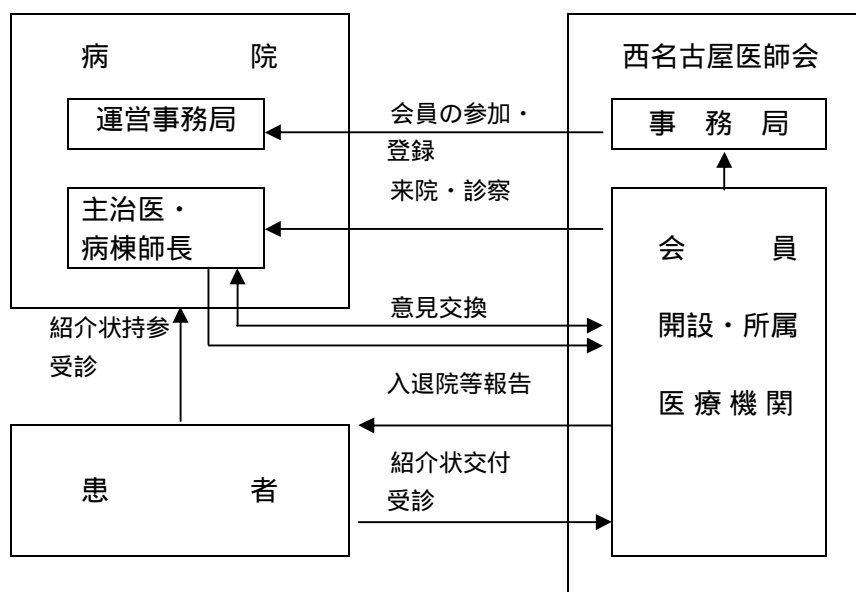 病　　　　　院
西名古屋医師会
運営事務局
会員の参加・
登録
事　務　局
主治医・
病棟師長
来院・診察
会　　　員
意見交換
開設・所属
紹介状持参
受診
入退院等報告
医 療 機 関
患　　　　　者
紹介状交付
受診